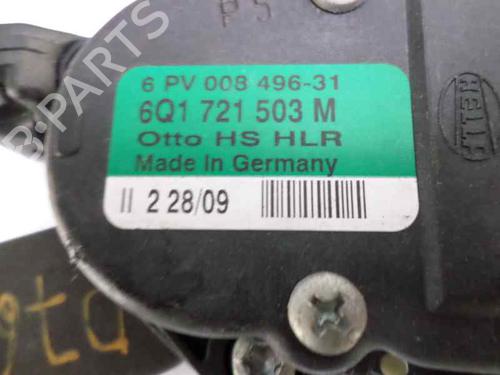 P5
B-PARTS
6 PV 008 496-31
6Q1 721 503 M
Otto HS HLR
Made In Germany
HELLA
II 2 28/09